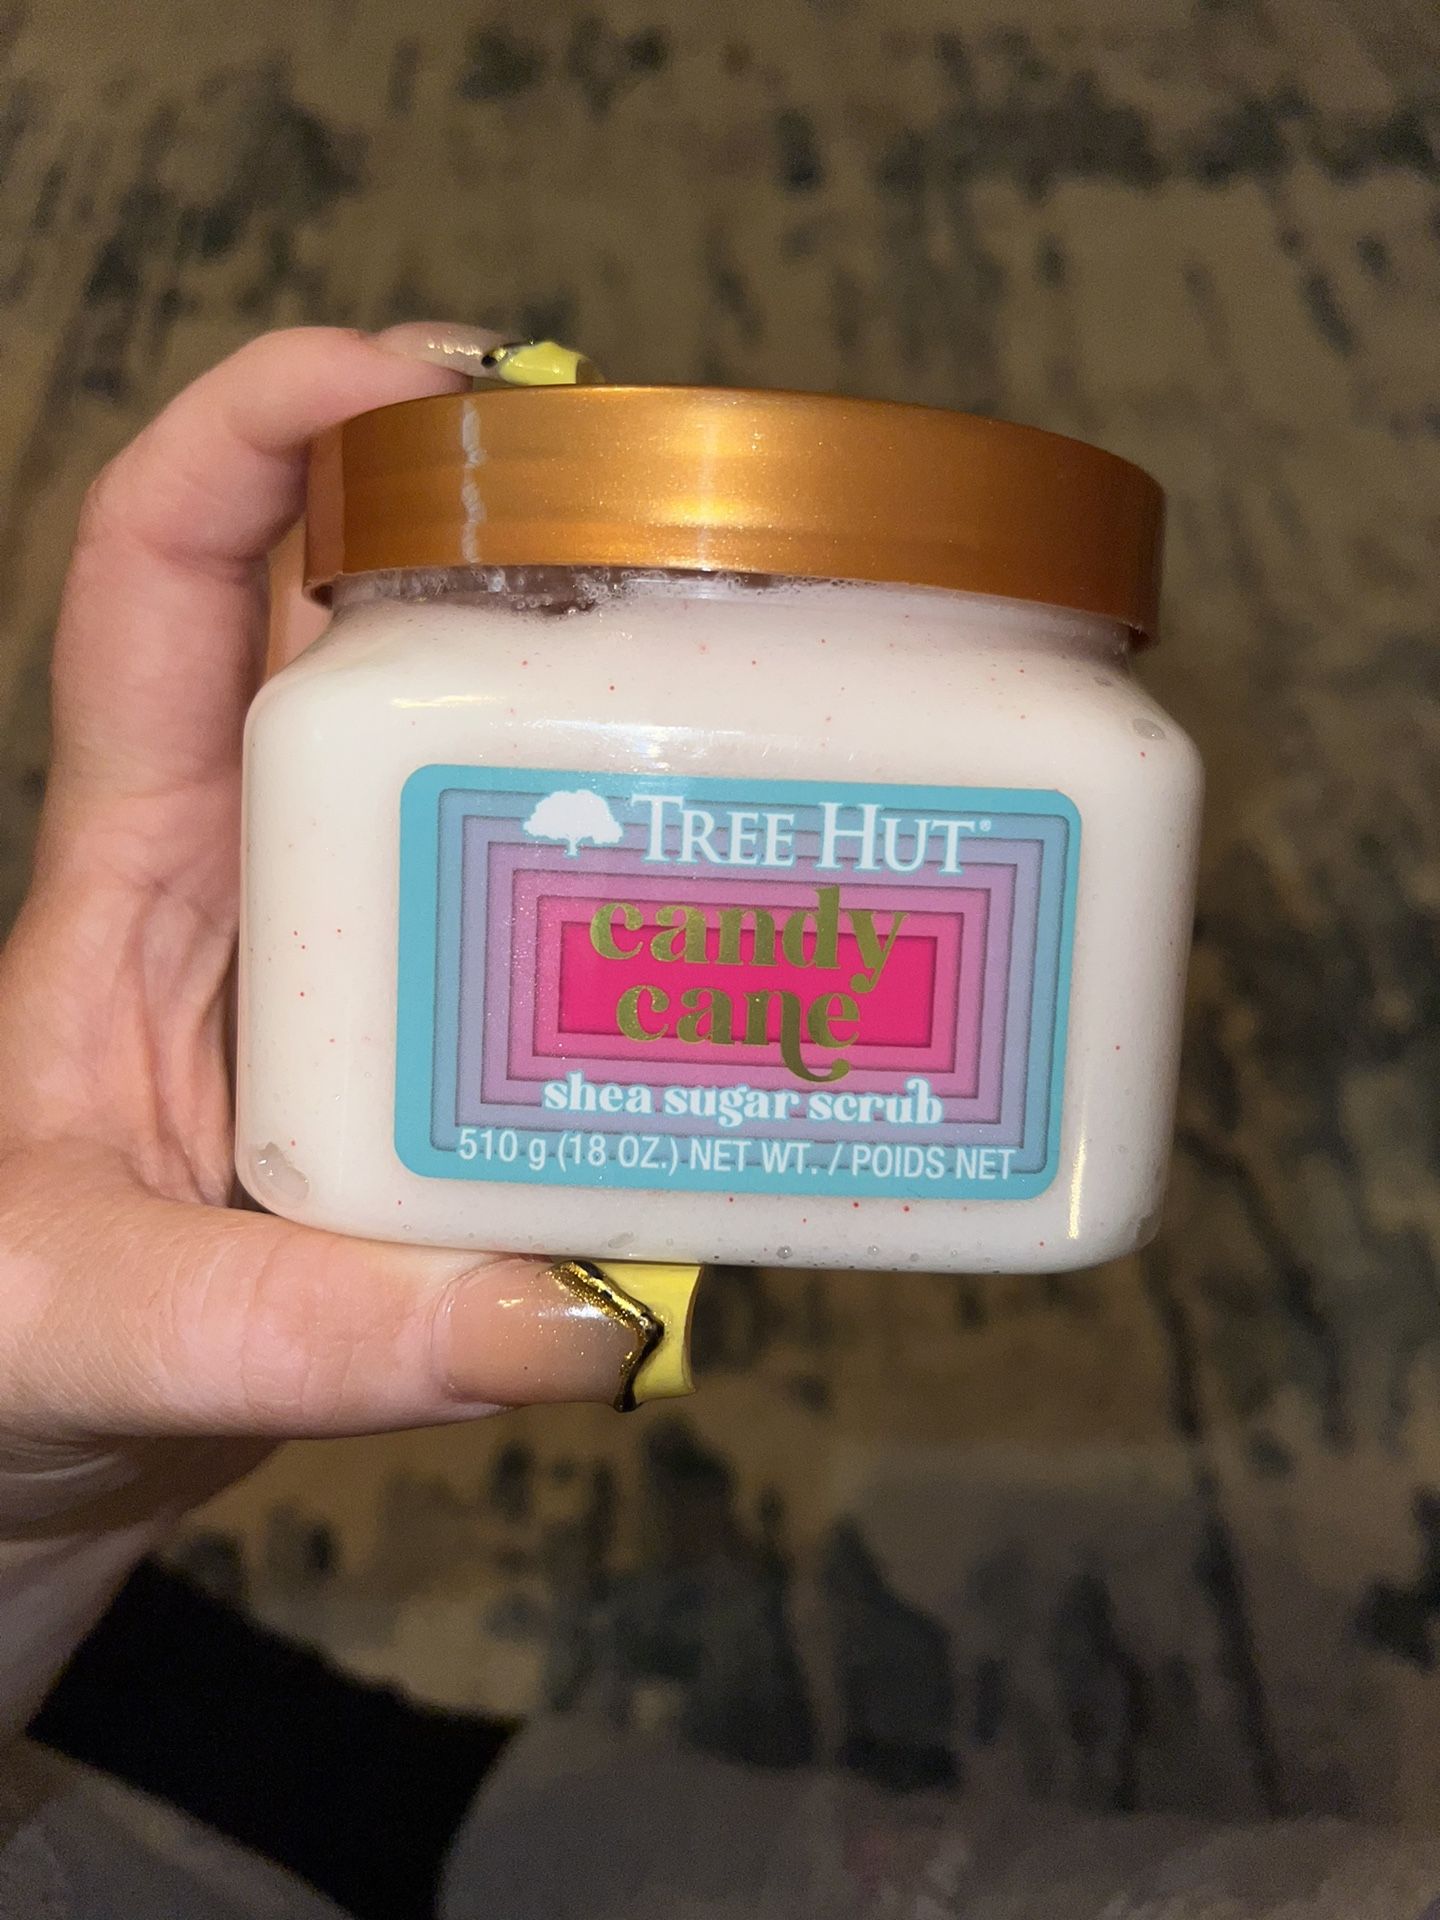 TREE HUT®
candy
cane
shea sugar scrub
510 g (18 OZ.) NET WT. / POIDS NET